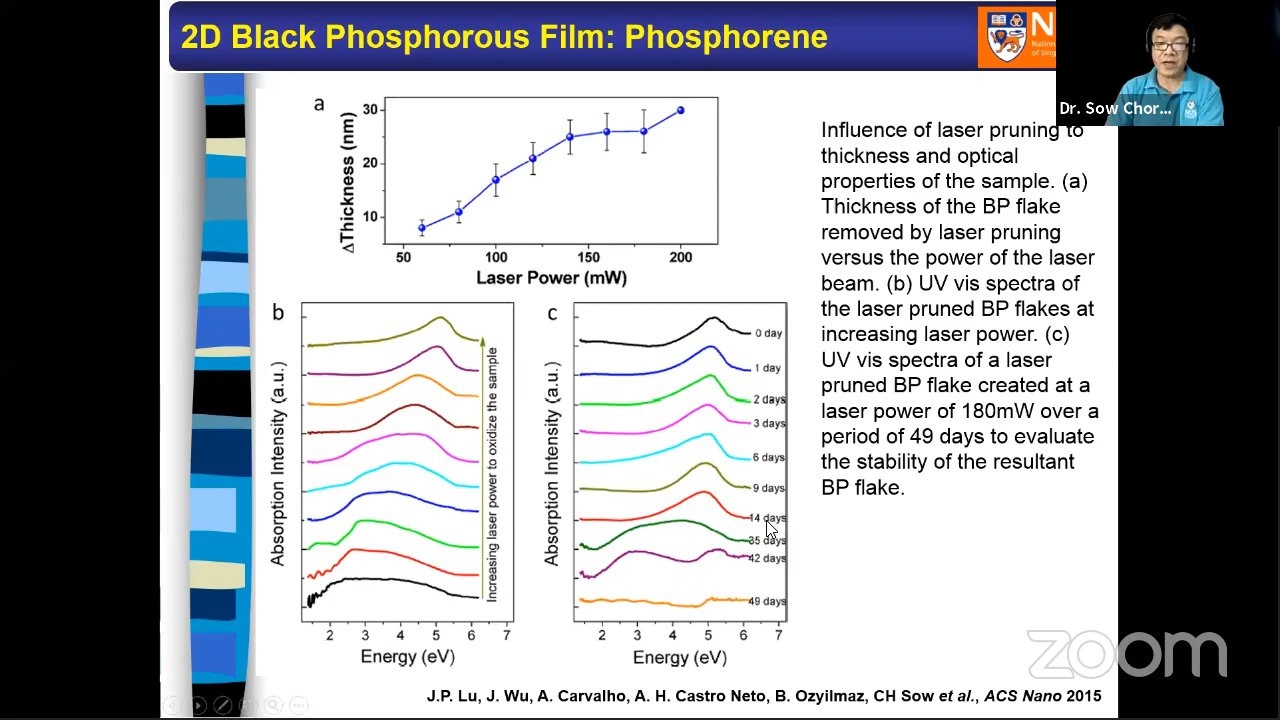 2D Black Phosphorous Film: Phosphorene
N
National
of Sing
Dr. Sow Chor...
a
30
20
10
ΔThickness (nm)
50 100 150 200
Laser Power (mW)
Influence of laser pruning to
thickness and optical
properties of the sample. (a)
Thickness of the BP flake
removed by laser pruning
versus the power of the laser
beam. (b) UV vis spectra of
the laser pruned BP flakes at
increasing laser power. (c)
UV vis spectra of a laser
pruned BP flake created at a
laser power of 180mW over a
period of 49 days to evaluate
the stability of the resultant
BP flake.
b
Absorption Intensity (a.u.)
Increasing laser power to oxidize the sample
2 3 4 5 6 7
Energy (eV)
c
Absorption Intensity (a.u.)
0 day
1 day
2 days
3 days
6 days
9 days
14 days
35 days
42 days
49 days
2 3 4 5 6 7
Energy (eV)
zoom
J.P. Lu, J. Wu, A. Carvalho, A. H. Castro Neto, B. Ozyilmaz, CH Sow et al., ACS Nano 2015